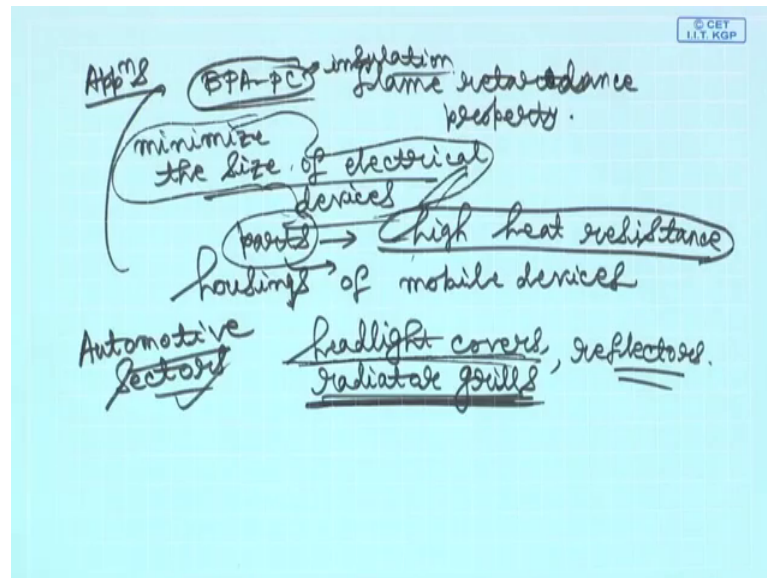 © CET
I.I.T. KGP
Appⁿs BPA-PC insulation
flame retardance
property.
minimize
the size of electrical
devices
parts → high heat resistance
housings of mobile devices
Automotive headlight covers, reflectors.
Sectors radiatar grills